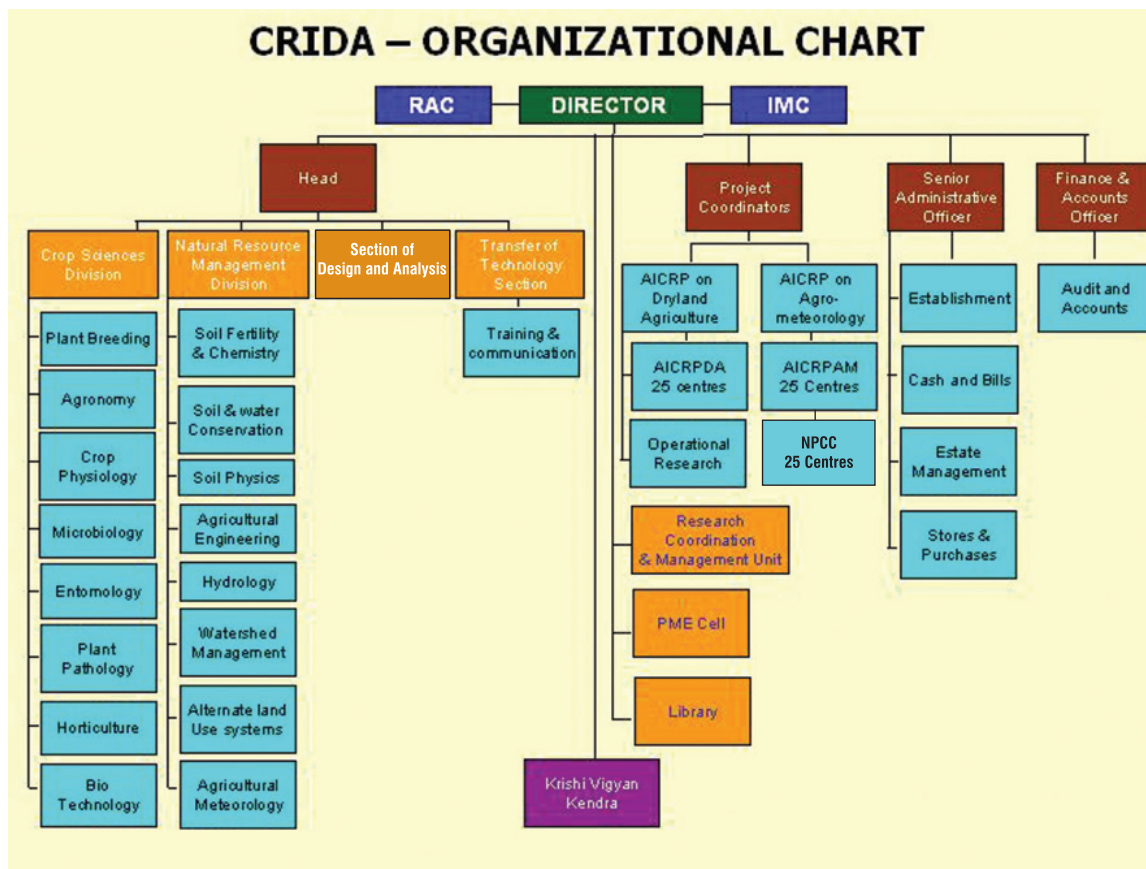 CRIDA – ORGANIZATIONAL CHART
RAC
DIRECTOR
IMC
Head
Project
Coordinators
Senior
Administrative
Officer
Finance &
Accounts
Officer
Crop Sciences
Division
Natural Resource
Management
Division
Section of
Design and Analysis
Transfer of
Technology
Section
Plant Breeding
Agronomy
Crop
Physiology
Microbiology
Entomology
Plant
Pathology
Horticulture
Bio
Technology
Soil Fertility
& Chemistry
Soil & water
Conservation
Soil Physics
Agricultural
Engineering
Hydrology
Watershed
Management
Alternate land
Use systems
Agricultural
Meteorology
Training &
communication
AICRP on
Dryland
Agriculture
AICRPDA
25 centres
Operational
Research
AICRP on
Agro-
meteorology
AICRPAM
25 Centres
NPCC
25 Centres
Research
Coordination
& Management Unit
PME Cell
Library
Krishi Vigyan
Kendra
Establishment
Cash and Bills
Estate
Management
Stores &
Purchases
Audit and
Accounts